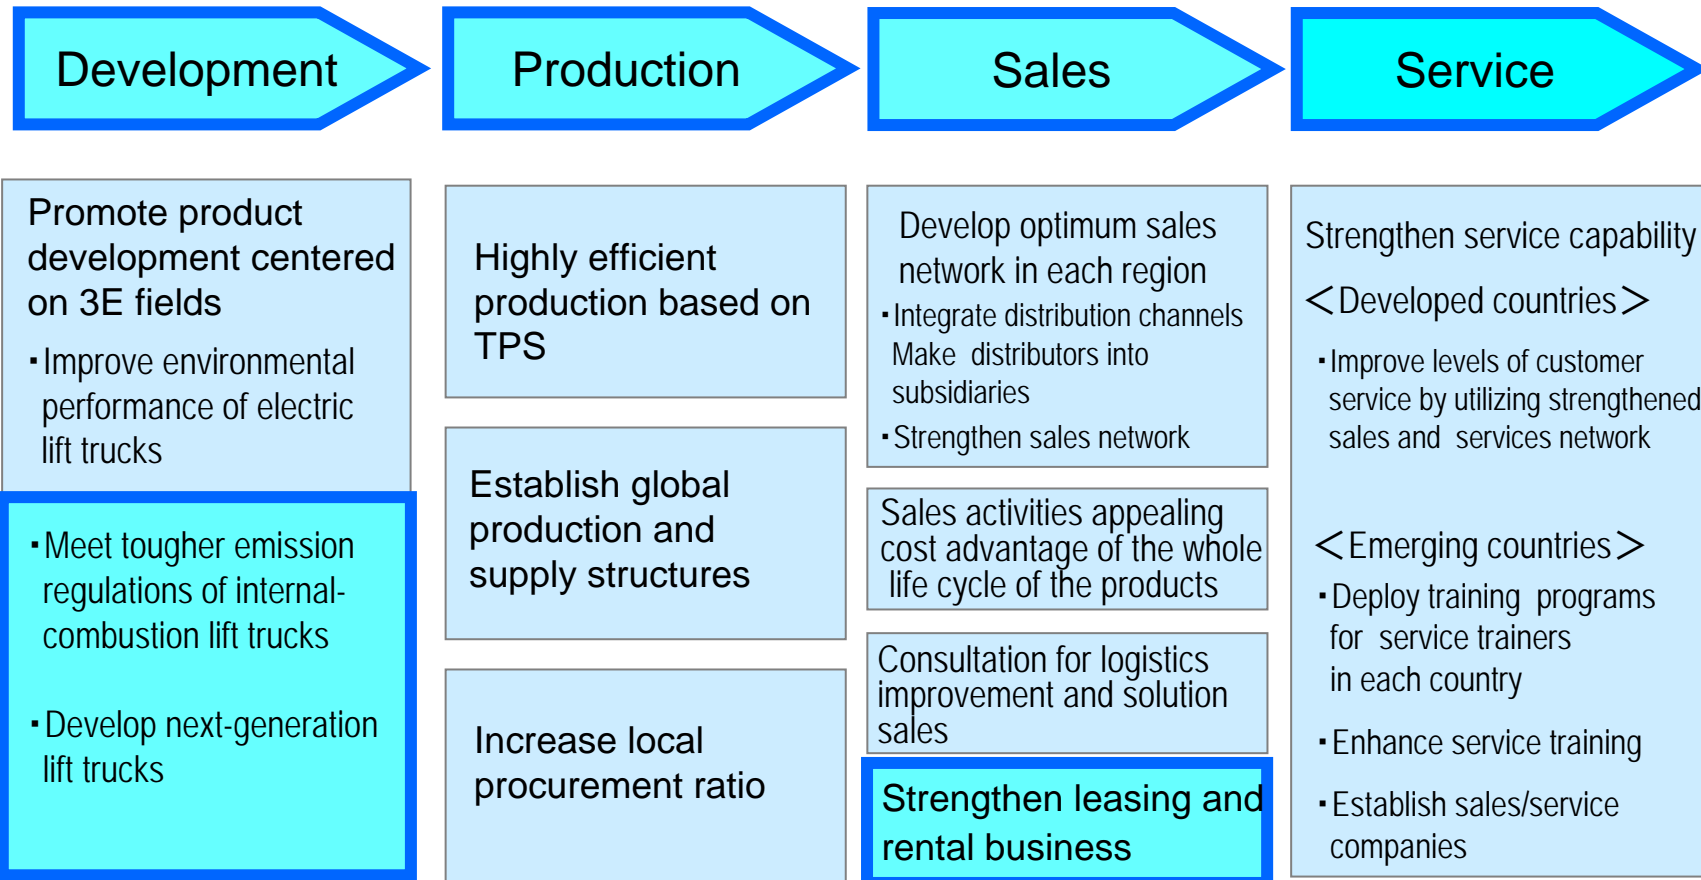 Development
Production
Sales
Service
Promote product
development centered
on 3E fields
・Improve environmental
performance of electric
lift trucks
・Meet tougher emission
regulations of internal-
combustion lift trucks
・Develop next-generation
lift trucks
Highly efficient
production based on
TPS
Establish global
production and
supply structures
Increase local
procurement ratio
Develop optimum sales
network in each region
・Integrate distribution channels
Make distributors into
subsidiaries
・Strengthen sales network
Sales activities appealing
cost advantage of the whole
life cycle of the products
Consultation for logistics
improvement and solution
sales
Strengthen leasing and
rental business
Strengthen service capability
＜Developed countries＞
・Improve levels of customer
service by utilizing strengthened
sales and services network
＜Emerging countries＞
・Deploy training programs
for service trainers
in each country
・Enhance service training
・Establish sales/service
companies